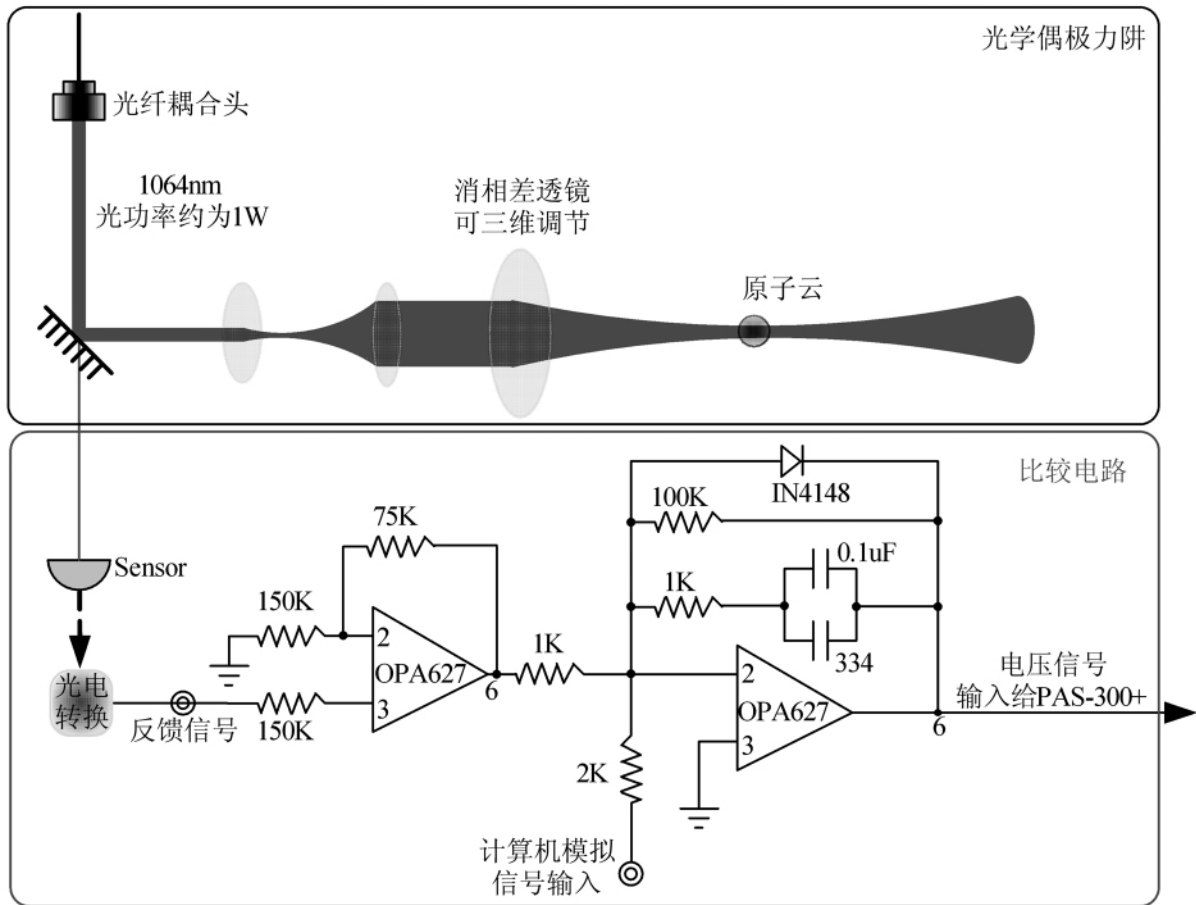 光学偶极力阱
光纤耦合头
1064nm
光功率约为1W
消相差透镜
可三维调节
原子云
比较电路
IN4148
100K
75K
0.1uF
Sensor
1K
150K
2
1K
334
OPA627
电压信号
输入给PAS-300+
光电
转换
6
2
3
OPA627
反馈信号
150K
3
6
2K
计算机模拟
信号输入